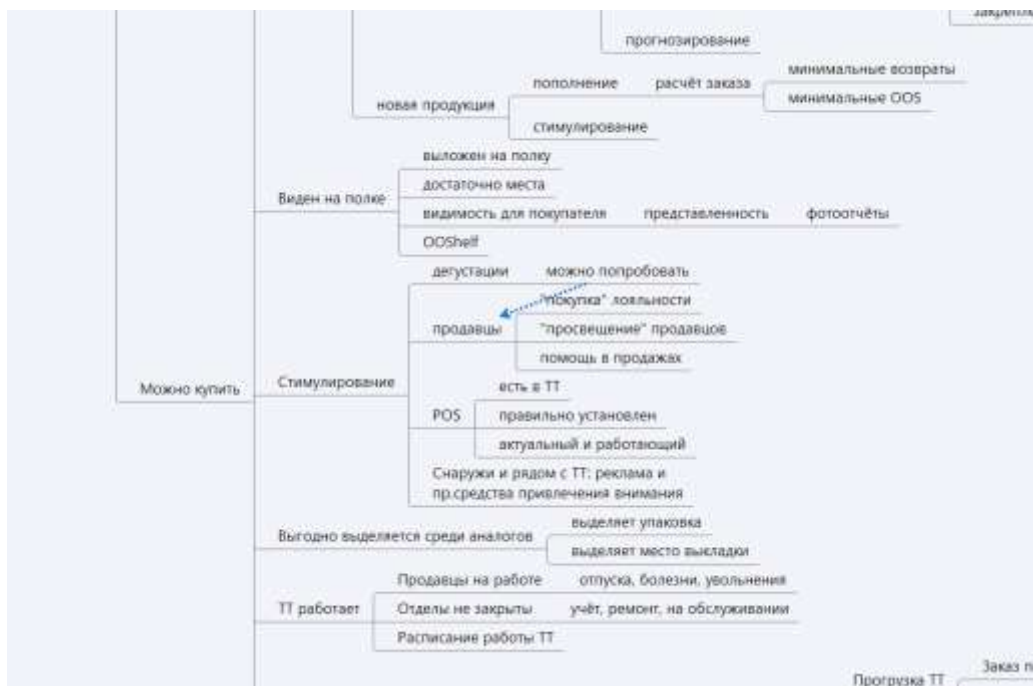 прогнозирование
пополнение
расчёт заказа
минимальные возвраты
минимальные OOS
новая продукция
стимулирование
Виден на полке
выложен на полку
достаточно места
видимость для покупателя
представленность
фотоотчёты
OOShelf
Можно купить
Стимулирование
дегустации
можно попробовать
продавцы
"покупка" лояльности
"просвещение" продавцов
помощь в продажах
POS
есть в ТТ
правильно установлен
актуальный и работающий
Снаружи и рядом с ТТ: реклама и
пр.средства привлечения внимания
Выгодно выделяется среди аналогов
выделяет упаковка
выделяет место выкладки
ТТ работает
Продавцы на работе
отпуска, болезни, увольнения
Отделы не закрыты
учёт, ремонт, на обслуживании
Расписание работы ТТ
Прогрузка ТТ
Заказ